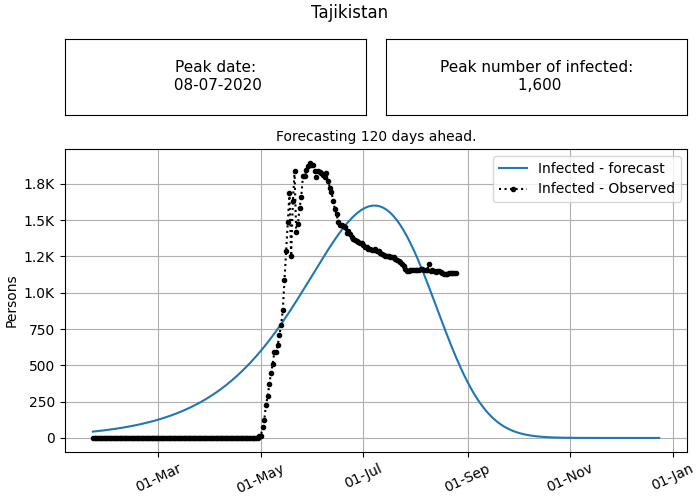 Tajikistan
Peak date:
08-07-2020
Peak number of infected:
1,600
Forecasting 120 days ahead.
Infected - forecast
Infected - Observed
Persons
1.8K
1.5K
1.2K
1.0K
750
500
250
0
01-Mar
01-May
01-Jul
01-Sep
01-Nov
01-Jan